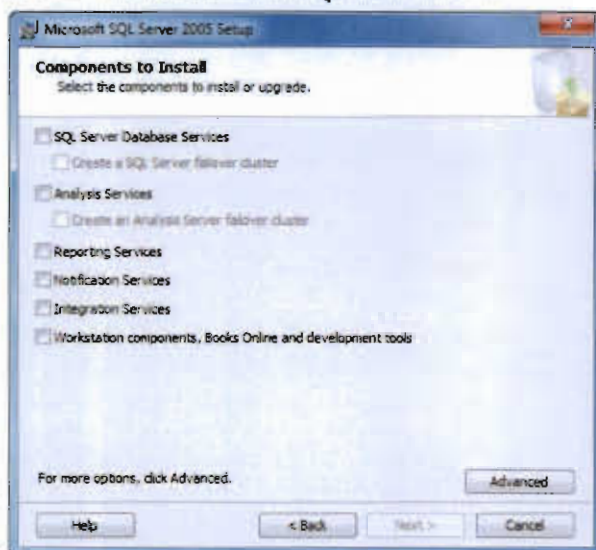 Microsoft SQL Server 2005 Setup
Components to Install
Select the components to install or upgrade.
SQL Server Database Services
Create a SQL Server failover cluster
Analysis Services
Create an Analysis Server failover cluster
Reporting Services
Notification Services
Integration Services
Workstation components, Books Online and development tools
For more options, click Advanced.
Advanced
Help
< Back
Next >
Cancel